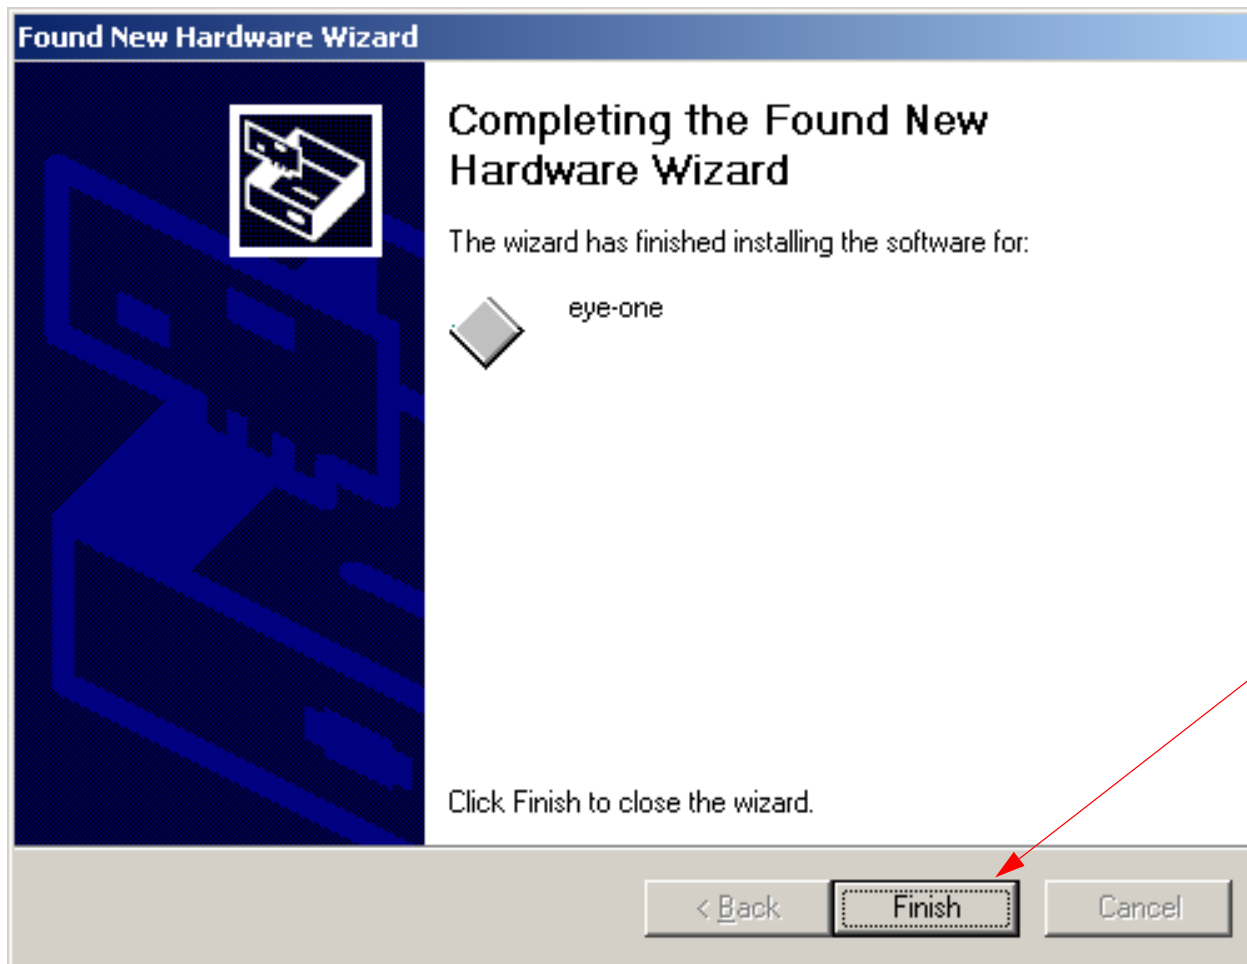 Found New Hardware Wizard
Completing the Found New
Hardware Wizard
The wizard has finished installing the software for:
eye-one
Click Finish to close the wizard.
< Back
Finish
Cancel